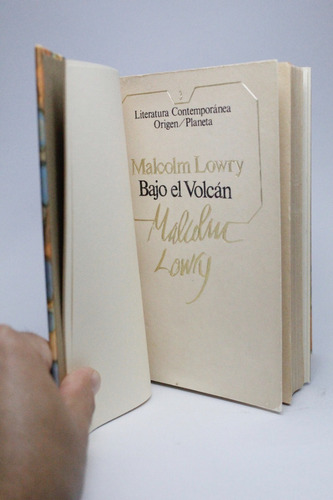 Literatura Contemporánea
Origen/Planeta
Malcolm Lowry
Bajo el Volcán
Malcolm
Lowry